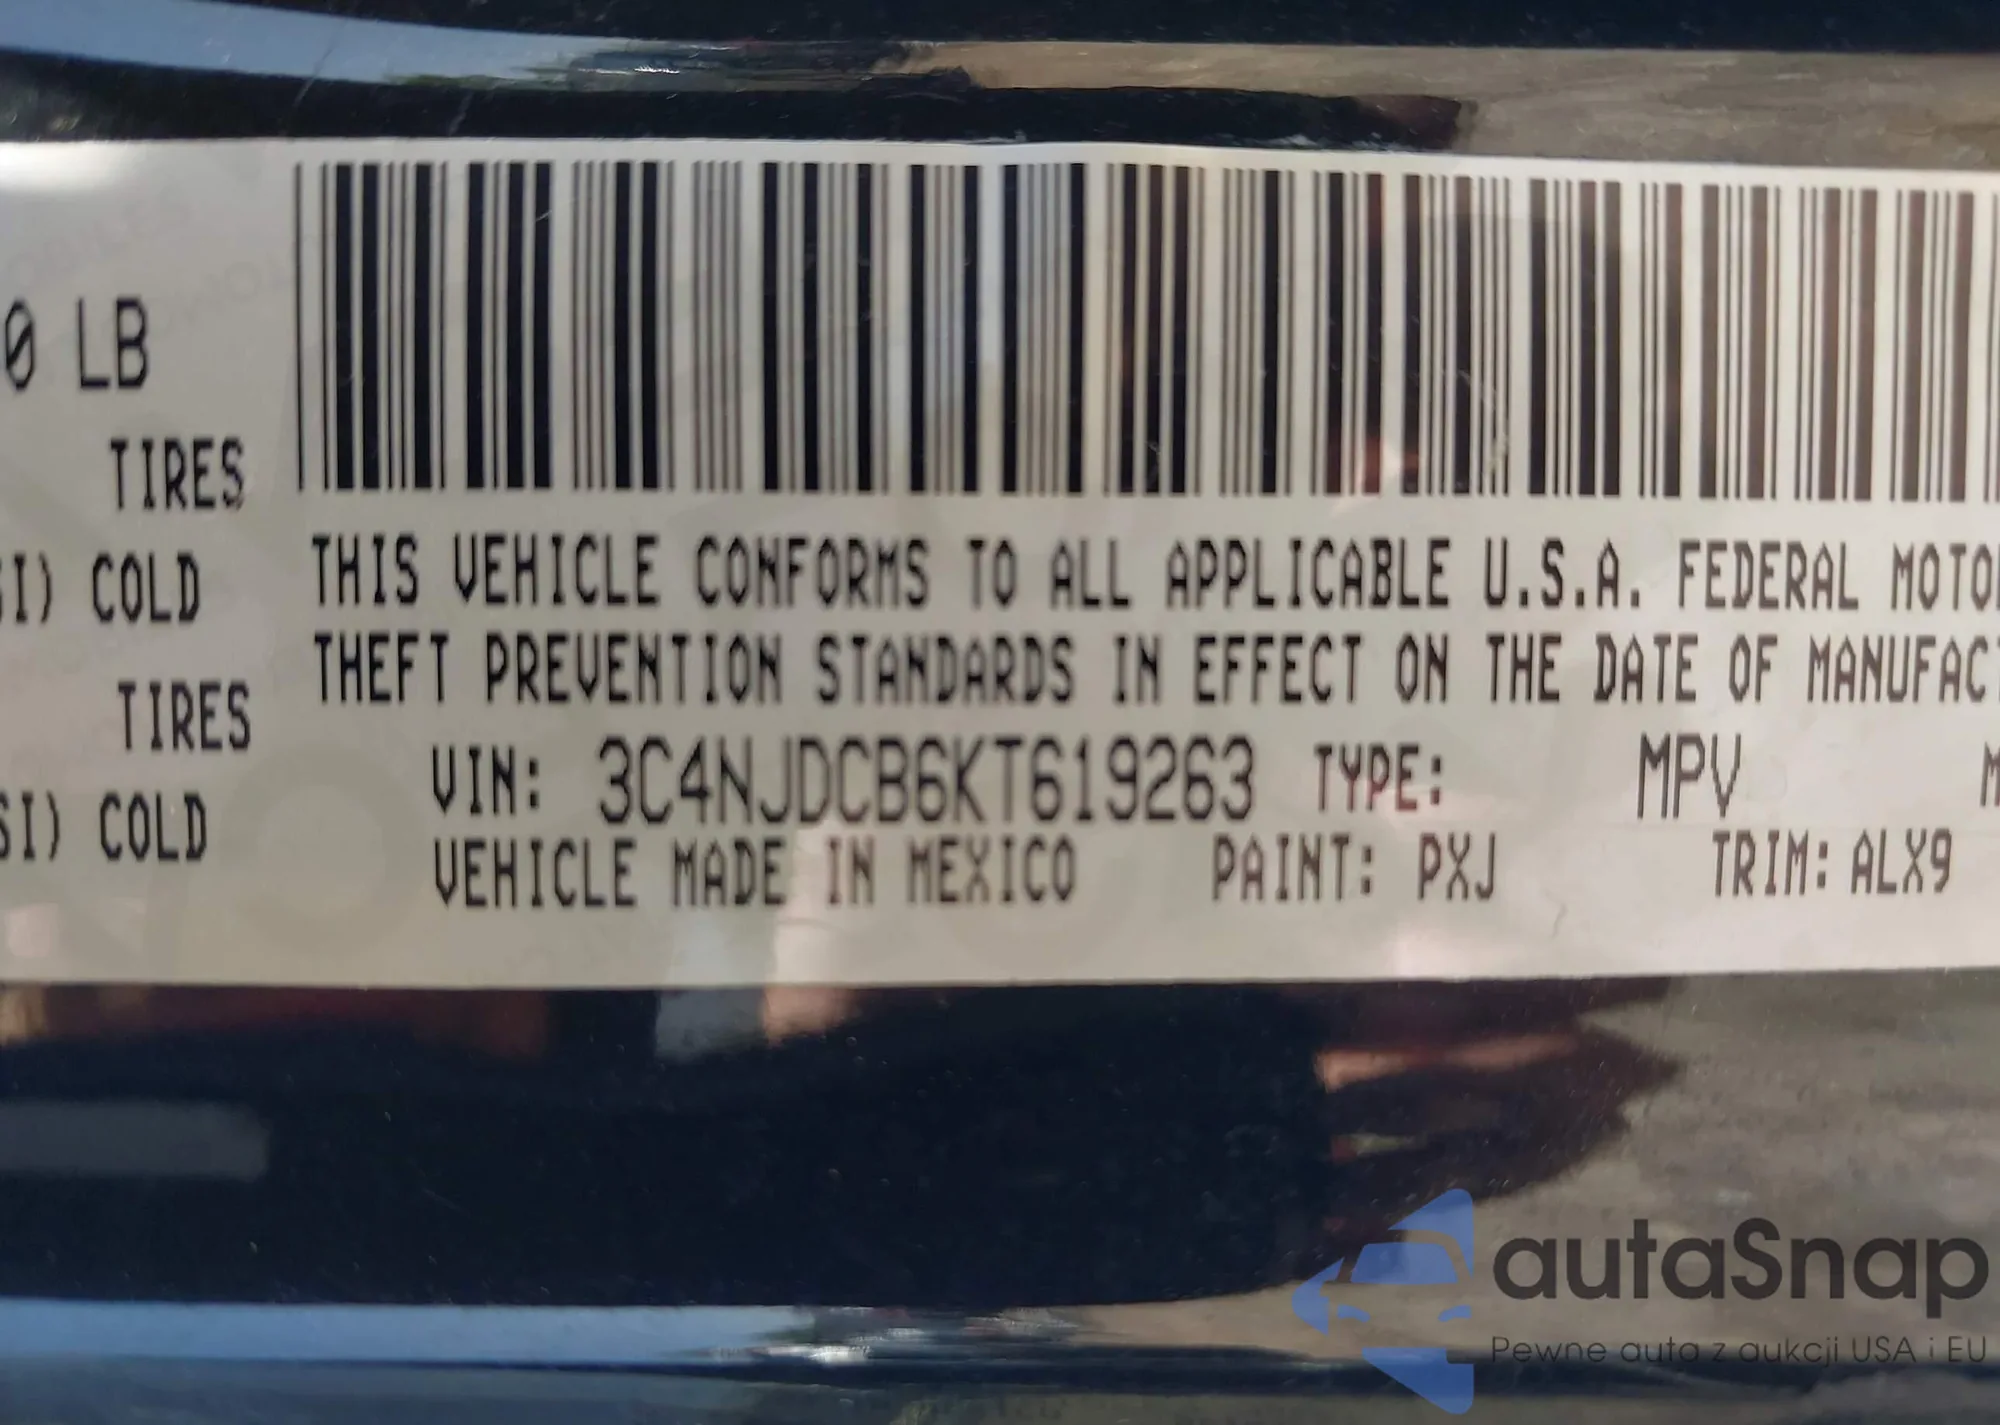 0 LB
TIRES
SI) COLD
TIRES
SI) COLD
THIS VEHICLE CONFORMS TO ALL APPLICABLE U.S.A. FEDERAL MOTO
THEFT PREVENTION STANDARDS IN EFFECT ON THE DATE OF MANUFACT
VIN: 3C4NJDCB6KT619263 TYPE: MPV M
VEHICLE MADE IN MEXICO PAINT: PXJ TRIM: ALX9
autaSnap
Pewne auta z aukcji USA i EU